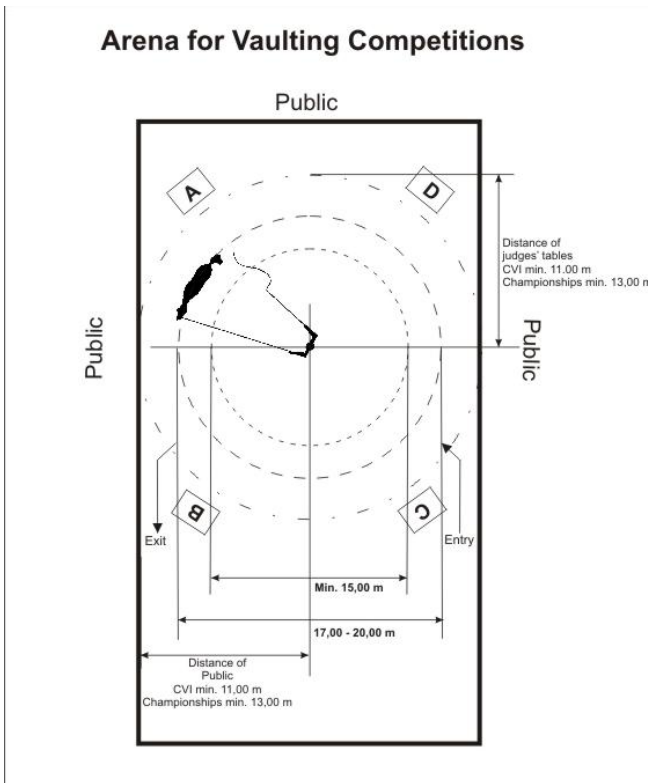 Arena for Vaulting Competitions
Public
A
D
Distance of
judges' tables
CVI min. 11.00 m
Championships min. 13,00 m
Public
Public
B
C
Exit
Entry
Min. 15,00 m
17,00 - 20,00 m
Distance of
Public
CVI min. 11,00 m
Championships min. 13,00 m